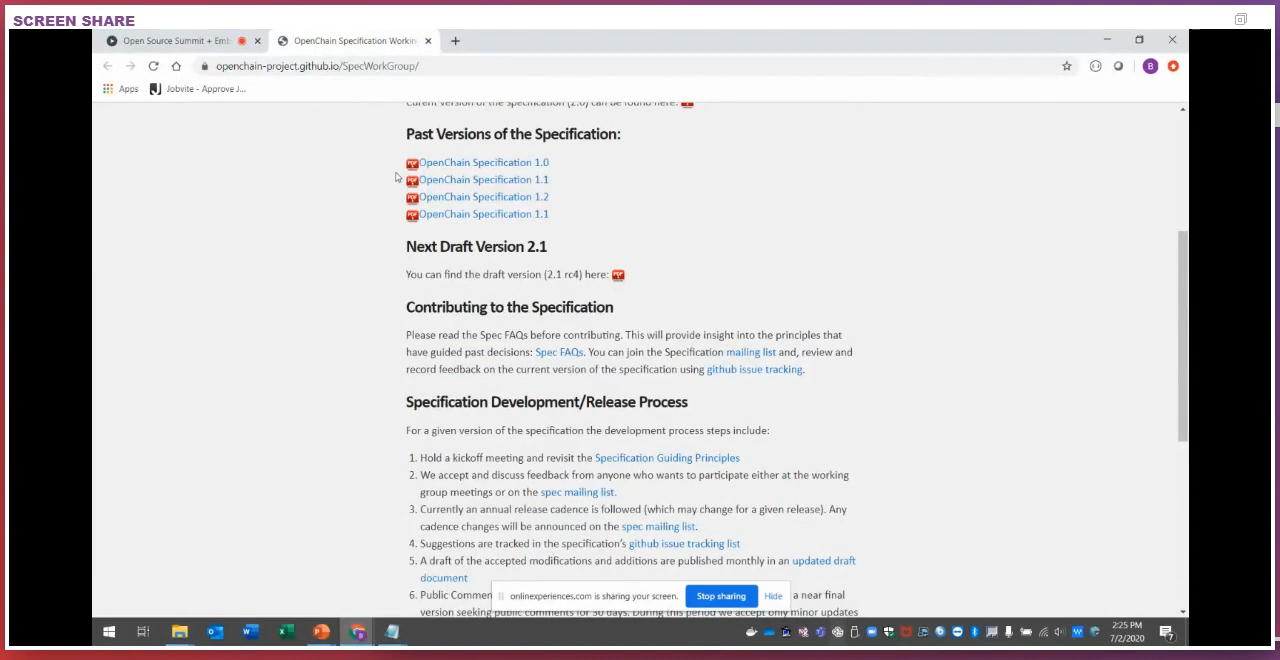 SCREEN SHARE
Open Source Summit + Emb
OpenChain Specification Workin
openchain-project.github.io/SpecWorkGroup/
B
Apps
Jobvite - Approve J...
Curent version of the specification (2.0) can be found here:
Past Versions of the Specification:
OpenChain Specification 1.0
OpenChain Specification 1.1
OpenChain Specification 1.2
OpenChain Specification 1.1
Next Draft Version 2.1
You can find the draft version (2.1 rc4) here:
Contributing to the Specification
Please read the Spec FAQs before contributing. This will provide insight into the principles that
have guided past decisions: Spec FAQs. You can join the Specification mailing list and, review and
record feedback on the current version of the specification using github issue tracking.
Specification Development/Release Process
For a given version of the specification the development process steps include:
1. Hold a kickoff meeting and revisit the Specification Guiding Principles
2. We accept and discuss feedback from anyone who wants to participate either at the working
group meetings or on the spec mailing list.
3. Currently an annual release cadence is followed (which may change for a given release). Any
cadence changes will be announced on the spec mailing list.
4. Suggestions are tracked in the specification's github issue tracking list
5. A draft of the accepted modifications and additions are published monthly in an updated draft
document
6. Public Commen a near final
onlinexperiences.com is sharing your screen. Stop sharing Hide
version seeking public comments for 30 days. During this period we accept only minor updates
2:25 PM
7/2/2020
7